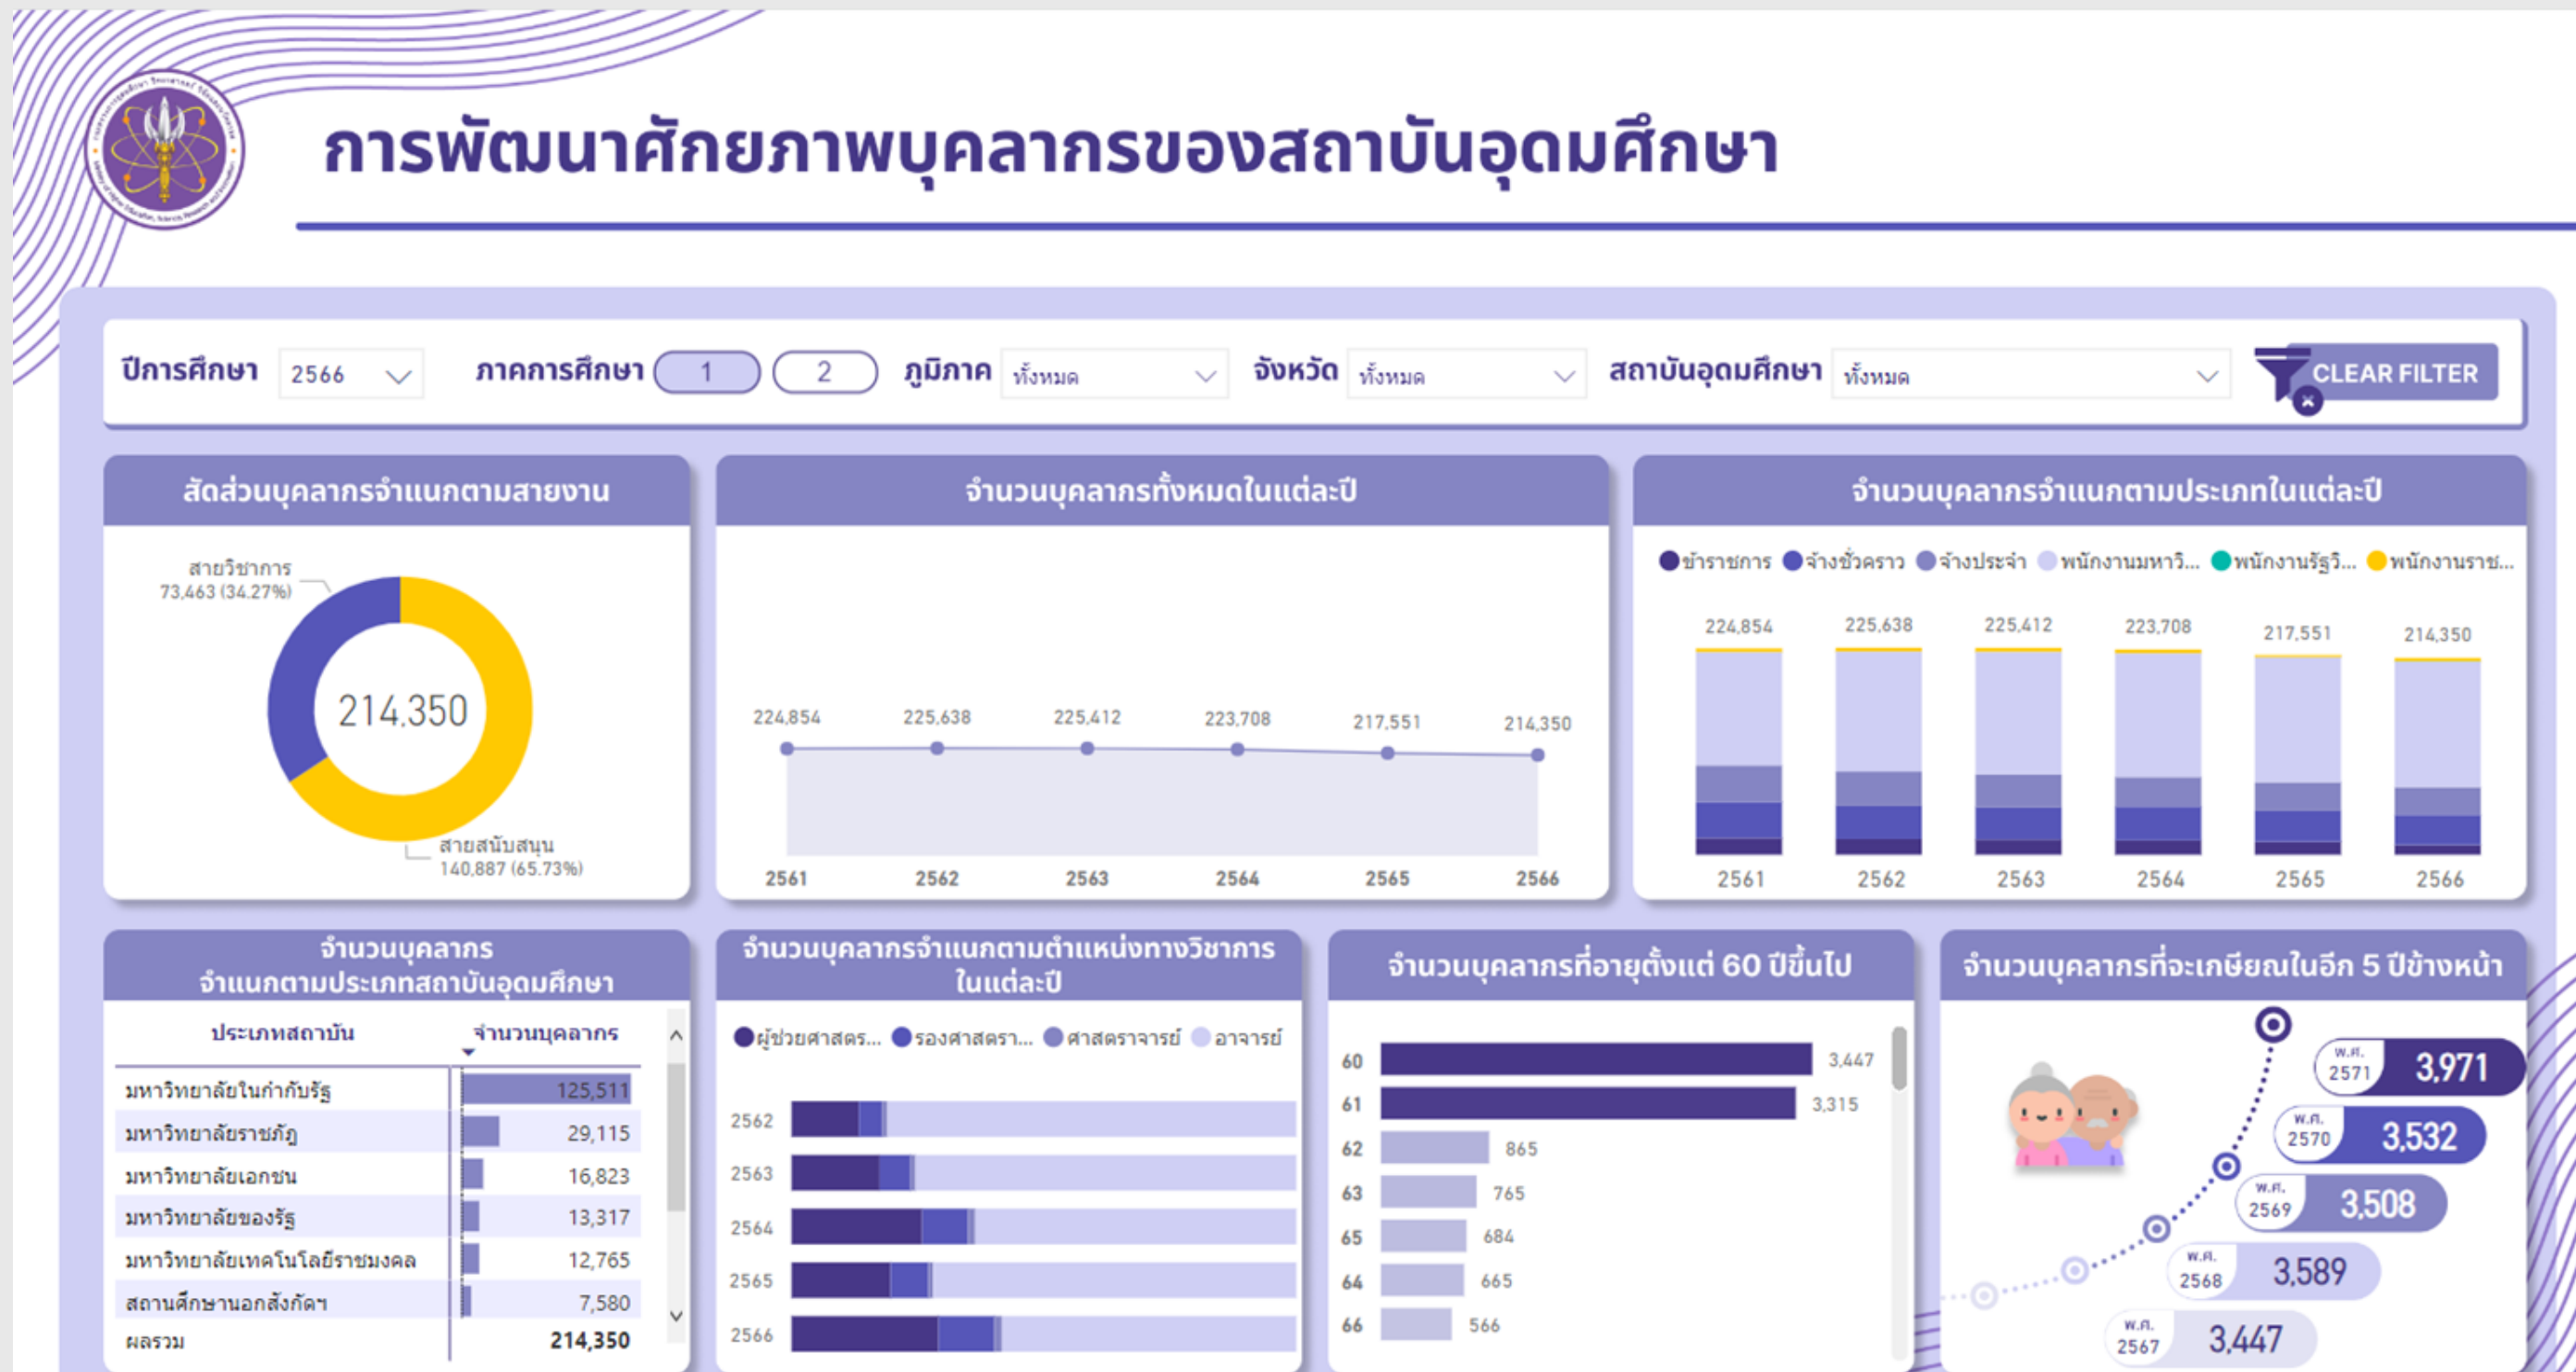 การพัฒนาศักยภาพบุคลากรของสถาบันอุดมศึกษา
ปีการศึกษา 2566 ภาคการศึกษา 1 2 ภูมิภาค ทั้งหมด จังหวัด ทั้งหมด สถาบันอุดมศึกษา ทั้งหมด CLEAR FILTER
สัดส่วนบุคลากรจำแนกตามสายงาน
สายวิชาการ
73,463 (34.27%)
214,350
สายสนับสนุน
140,887 (65.73%)
จำนวนบุคลากรทั้งหมดในแต่ละปี
224,854 225,638 225,412 223,708 217,551 214,350
2561 2562 2563 2564 2565 2566
จำนวนบุคลากรจำแนกตามประเภทในแต่ละปี
ข้าราชการ จ้างชั่วคราว จ้างประจำ พนักงานมหาวิ... พนักงานรัฐวิ... พนักงานราช...
224,854 225,638 225,412 223,708 217,551 214,350
2561 2562 2563 2564 2565 2566
จำนวนบุคลากร
จำแนกตามประเภทสถาบันอุดมศึกษา
ประเภทสถาบัน จำนวนบุคลากร
มหาวิทยาลัยในกำกับรัฐ 125,511
มหาวิทยาลัยราชภัฏ 29,115
มหาวิทยาลัยเอกชน 16,823
มหาวิทยาลัยของรัฐ 13,317
มหาวิทยาลัยเทคโนโลยีราชมงคล 12,765
สถานศึกษานอกสังกัดฯ 7,580
ผลรวม 214,350
จำนวนบุคลากรจำแนกตามตำแหน่งทางวิชาการ
ในแต่ละปี
ผู้ช่วยศาสตร... รองศาสตรา... ศาสตราจารย์ อาจารย์
2562
2563
2564
2565
2566
จำนวนบุคลากรที่อายุตั้งแต่ 60 ปีขึ้นไป
60 3,447
61 3,315
62 865
63 765
65 684
64 665
66 566
จำนวนบุคลากรที่จะเกษียณในอีก 5 ปีข้างหน้า
พ.ศ. 2571 3,971
พ.ศ. 2570 3,532
พ.ศ. 2569 3,508
พ.ศ. 2568 3,589
พ.ศ. 2567 3,447